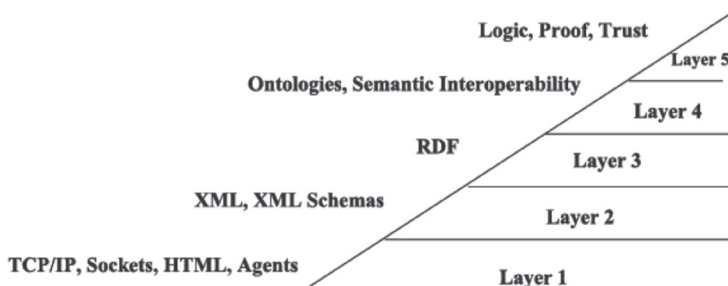 Logic, Proof, Trust
Layer 5
Ontologies, Semantic Interoperability
Layer 4
RDF
Layer 3
XML, XML Schemas
Layer 2
TCP/IP, Sockets, HTML, Agents
Layer 1